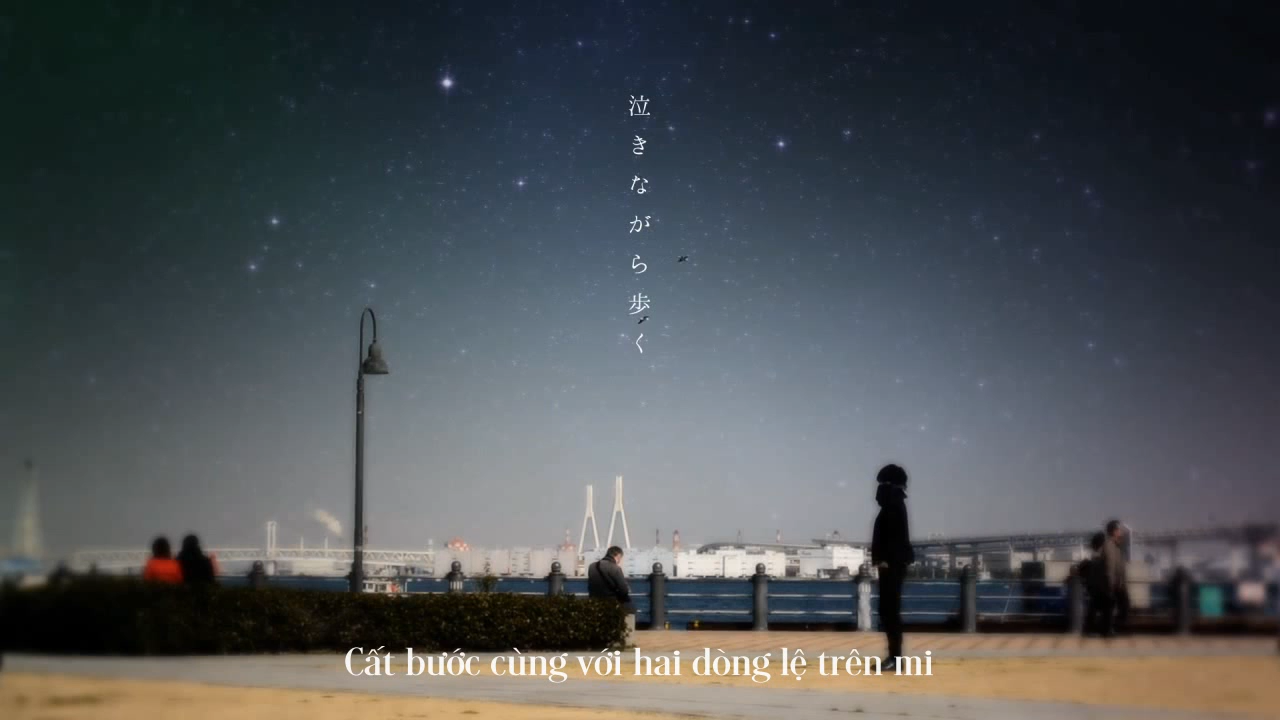 泣きながら歩く
Cất bước cùng với hai dòng lệ trên mi